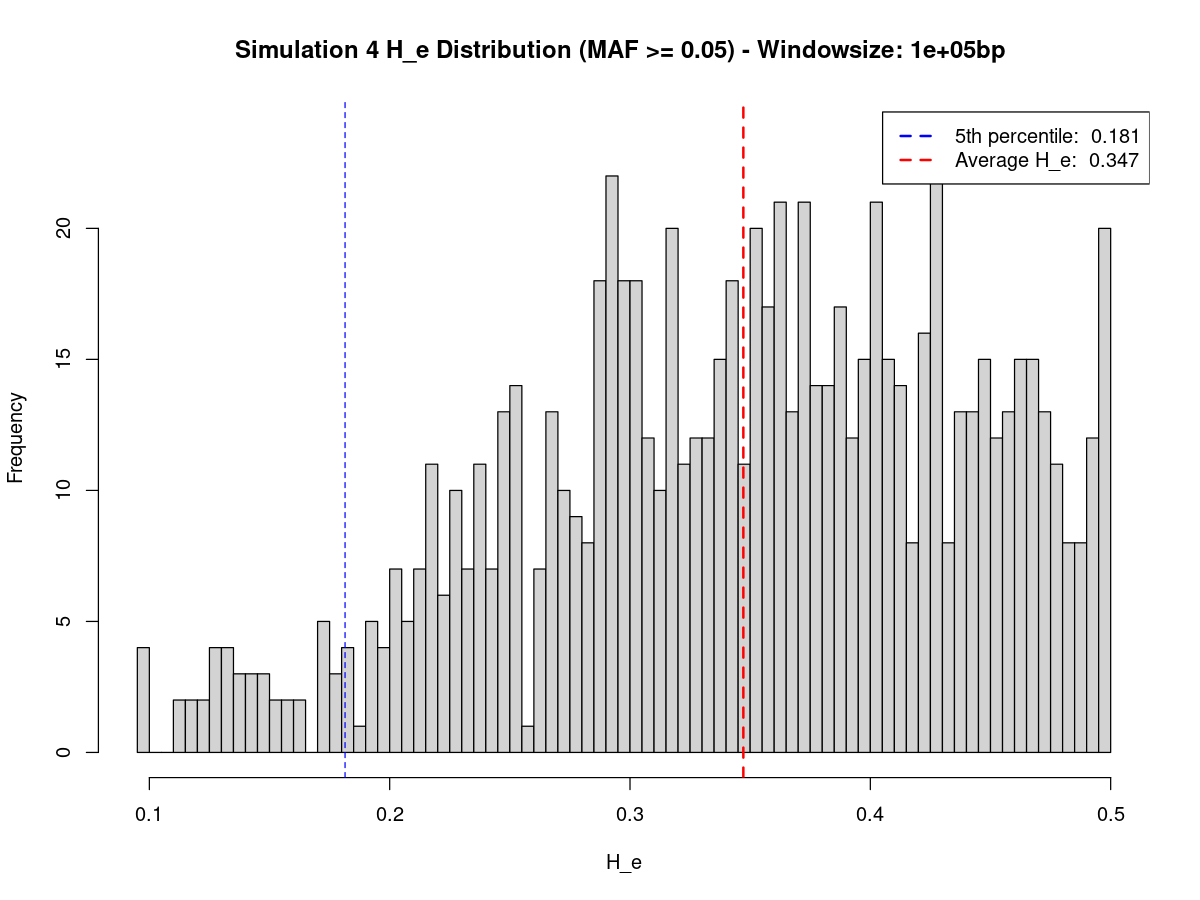 Simulation 4 H_e Distribution (MAF >= 0.05) - Windowsize: 1e+05bp
5th percentile:  0.181
Average H_e:  0.347
Frequency
20
15
10
5
0
0.1 0.2 0.3 0.4 0.5
H_e